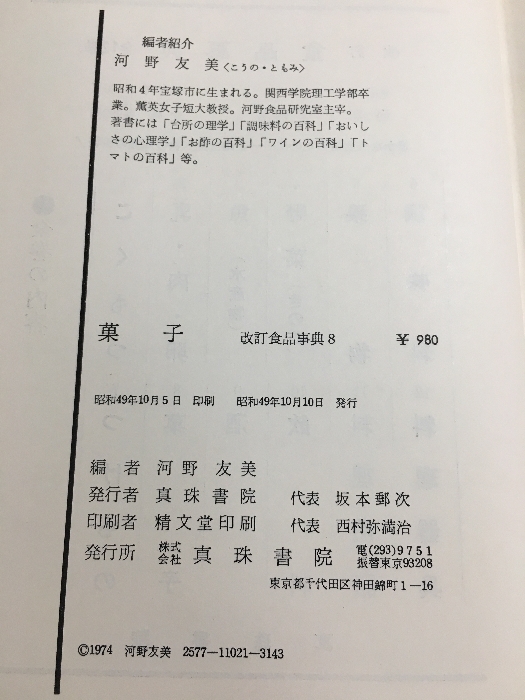 編者紹介
河野友美〈こうの・ともみ〉
昭和4年宝塚市に生まれる。関西学院理工学部卒
業。薫英女子短大教授。河野食品研究室主宰。
著書には「台所の理学」「調味料の百科」「おいし
さの心理学」「お酢の百科」「ワインの百科」「ト
マトの百科」等。
菓子 改訂食品事典8 ￥980
昭和49年10月5日 印刷 昭和49年10月10日 発行
編者 河野友美
発行者 真珠書院 代表 坂本郵次
印刷者 精文堂印刷 代表 西村弥満治
発行所 株式会社 真珠書院 電(293)9751
振替東京93208
東京都千代田区神田錦町1―16
©1974 河野友美 2577―11021―3143